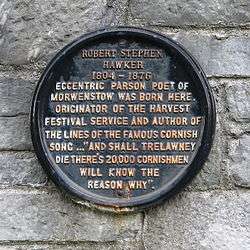 ROBERT STEPHEN
HAWKER
1804 - 1876
ECCENTRIC PARSON POET OF
MORWENSTOW WAS BORN HERE.
ORIGINATOR OF THE HARVEST
FESTIVAL SERVICE AND AUTHOR OF
THE LINES OF THE FAMOUS CORNISH
SONG ..."AND SHALL TRELAWNEY
DIE THERE'S 20,000 CORNISHMEN
WILL KNOW THE
REASON WHY".